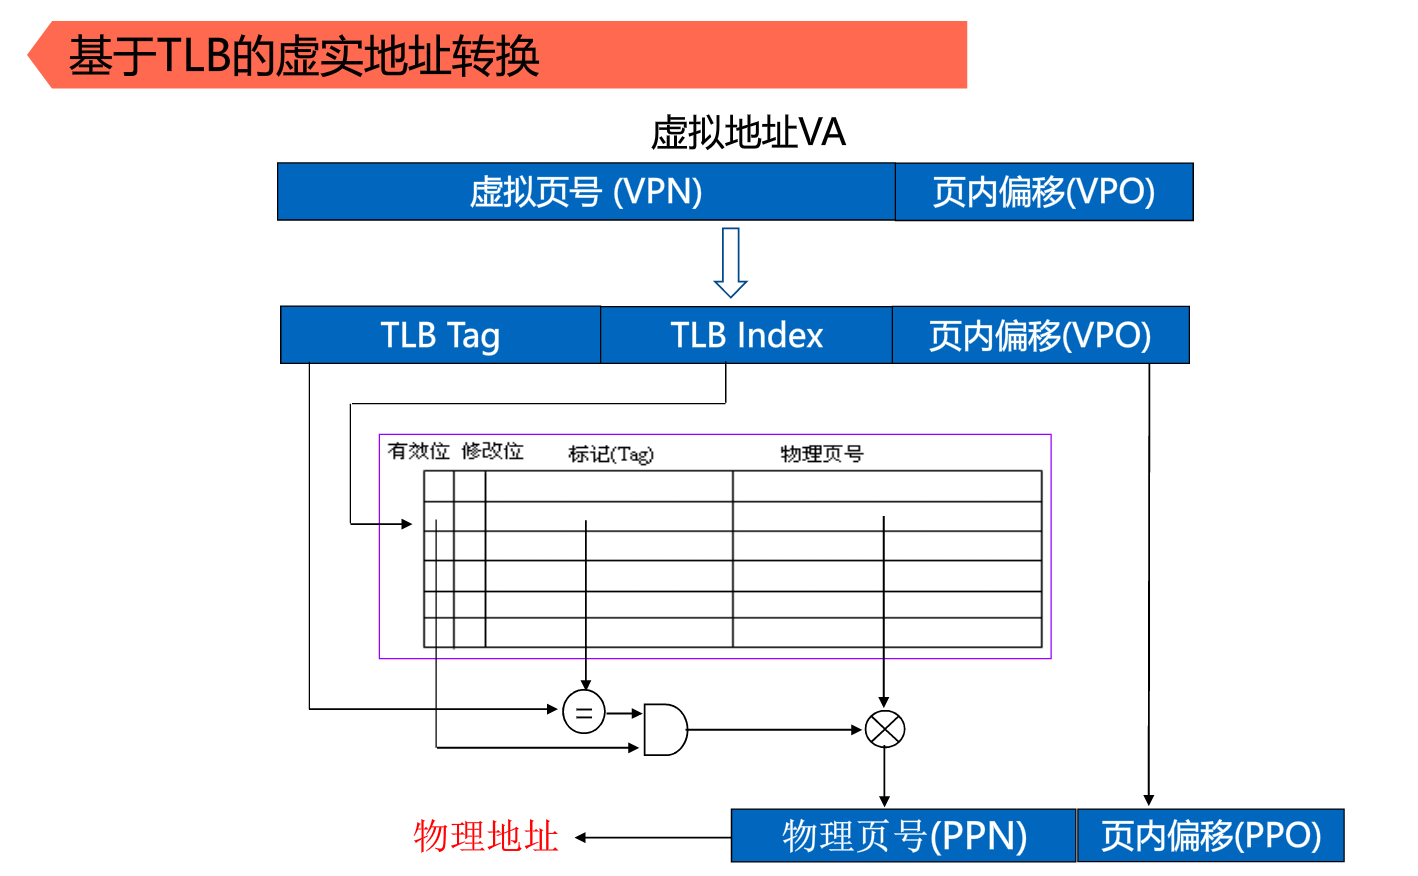 基于TLB的虚实地址转换
虚拟地址VA
虚拟页号 (VPN) 页内偏移(VPO)
TLB Tag TLB Index 页内偏移(VPO)
有效位 修改位 标记(Tag) 物理页号
=
物理地址 物理页号(PPN) 页内偏移(PPO)